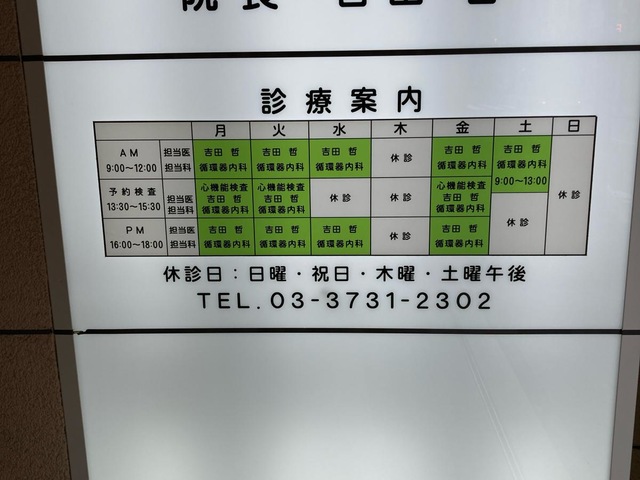 院長 吉田 哲
診療案内
月 火 水 木 金 土 日
AM 担当医 吉田 哲 吉田 哲 吉田 哲 休診 吉田 哲 吉田 哲 休診
9:00〜12:00 担当科 循環器内科 循環器内科 循環器内科 循環器内科 循環器内科
9:00〜13:00
心機能検査 心機能検査 心機能検査
予約検査 担当医 吉田 哲 吉田 哲 休診 休診 吉田 哲
13:30〜15:30 担当科 循環器内科 循環器内科 循環器内科
休診
PM 担当医 吉田 哲 吉田 哲 吉田 哲 休診 吉田 哲
16:00〜18:00 担当科 循環器内科 循環器内科 循環器内科 循環器内科
休診日:日曜・祝日・木曜・土曜午後
TEL. 03-3731-2302